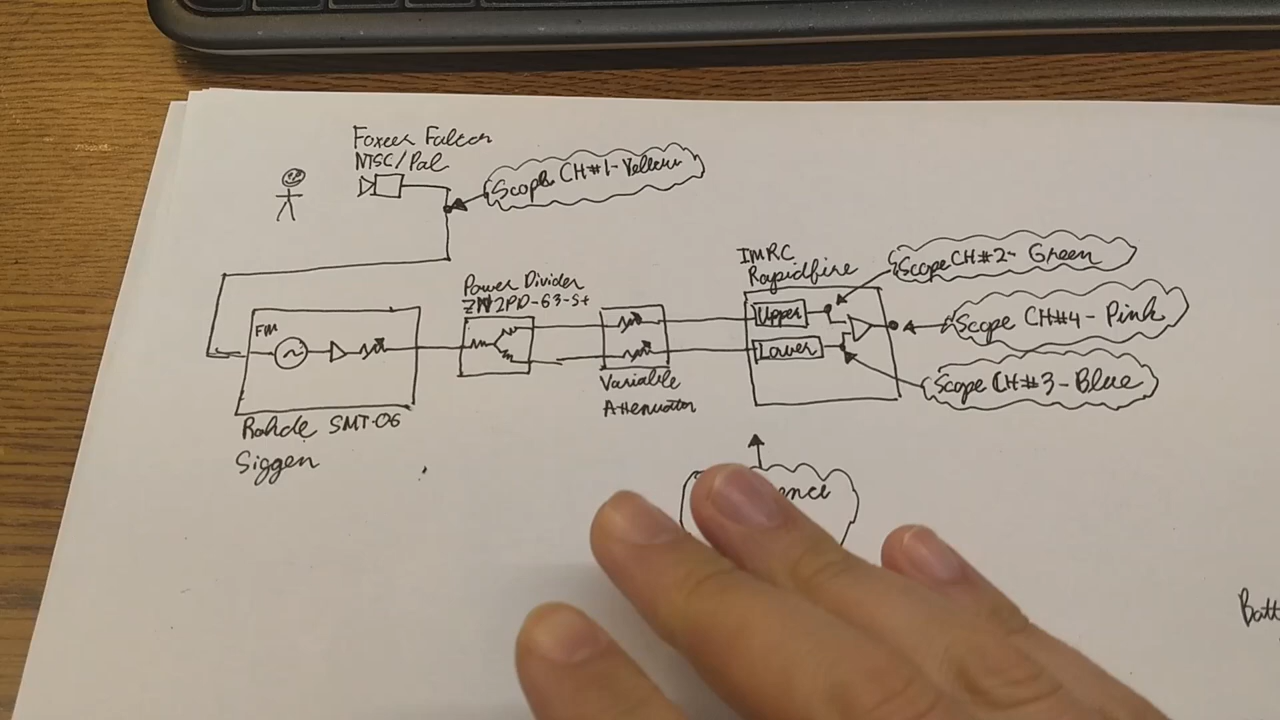 Foxeer Falcor
NTSC/Pal
Scope CH#1-Yellow
IMRC
Rapidfire
Scope CH#2- Green
Power Divider
ZN2PD-63-S+
Upper
Scope CH#4-Pink
FM
Lower
Scope CH#3-Blue
Variable
Attenuator
Rohde SMT-06
Siggen